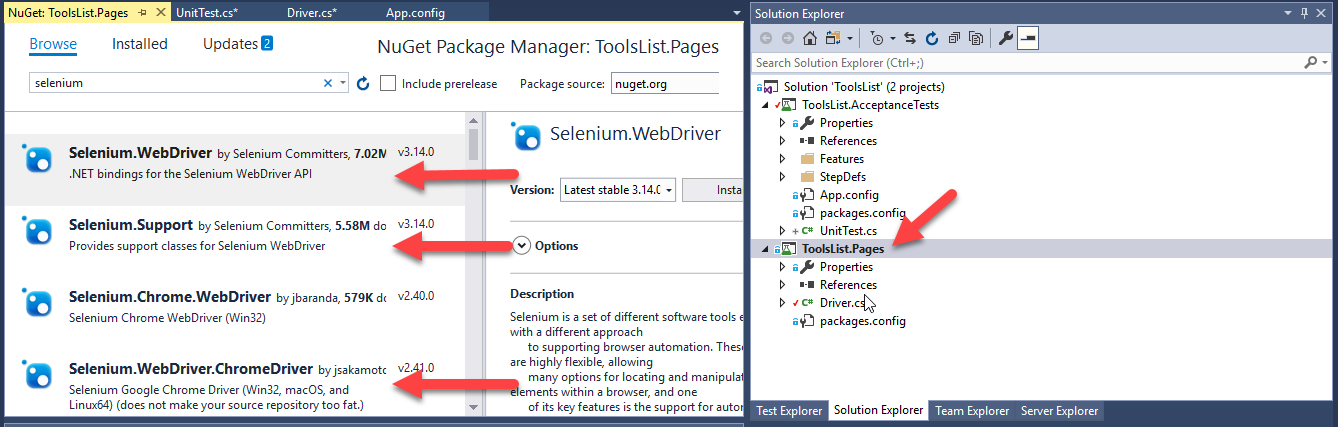 NuGet: ToolsList.Pages
UnitTest.cs*
Driver.cs*
App.config
Browse
Installed
Updates 2
NuGet Package Manager: ToolsList.Pages
selenium
Include prerelease
Package source:
nuget.org
Selenium.WebDriver by Selenium Committers, 7.02M
v3.14.0
.NET bindings for the Selenium WebDriver API
Selenium.Support by Selenium Committers, 5.58M do
v3.14.0
Provides support classes for Selenium WebDriver
Selenium.Chrome.WebDriver by jbaranda, 579K do
v2.40.0
Selenium Chrome WebDriver (Win32)
Selenium.WebDriver.ChromeDriver by jsakamoto
v2.41.0
Selenium Google Chrome Driver (Win32, macOS, and
Linux64) (does not make your source repository too fat.)
Selenium.WebDriver
Version:
Latest stable 3.14.0
Insta
Options
Description
Selenium is a set of different software tools e
with a different approach
to supporting browser automation. These
are highly flexible, allowing
many options for locating and manipulat
elements within a browser, and one
of its key features is the support for autom
Solution Explorer
Search Solution Explorer (Ctrl+;)
Solution 'ToolsList' (2 projects)
ToolsList.AcceptanceTests
Properties
References
Features
StepDefs
App.config
packages.config
C# UnitTest.cs
ToolsList.Pages
Properties
References
C# Driver.cs
packages.config
Test Explorer
Solution Explorer
Team Explorer
Server Explorer